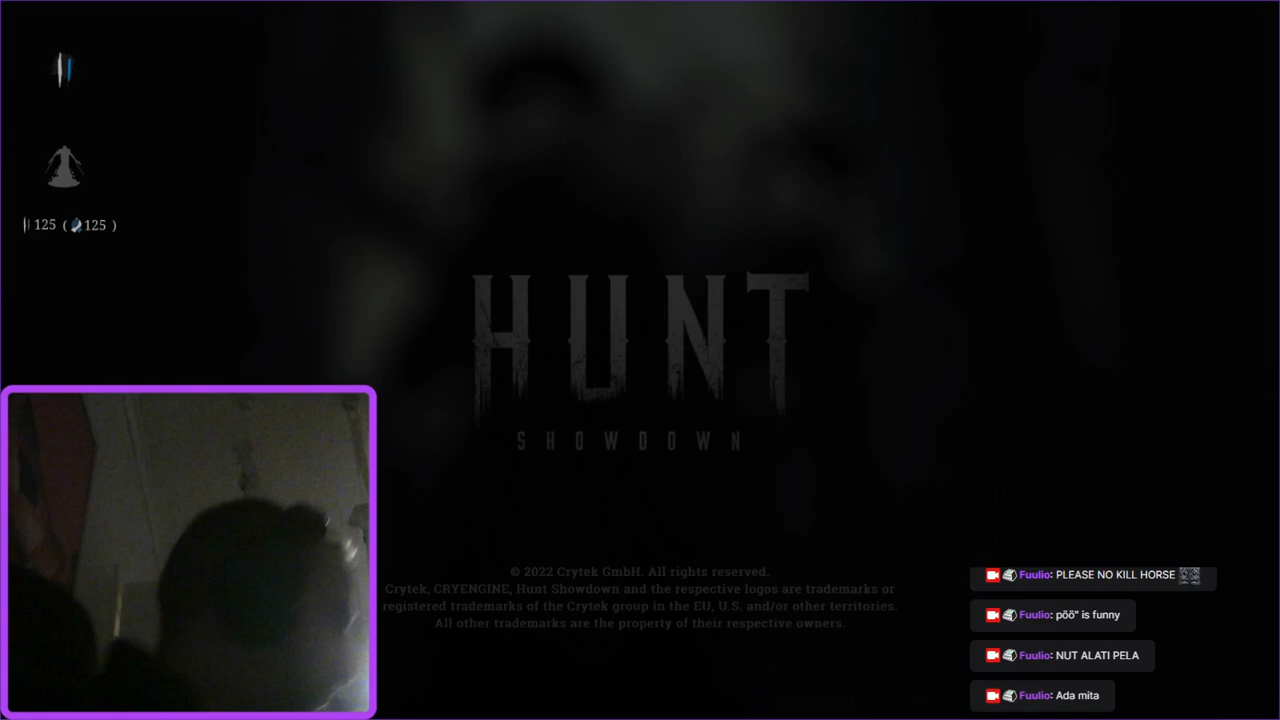 125 ( 125 )
HUNT
SHOWDOWN
© 2022 Crytek GmbH. All rights reserved.
Crytek, CRYENGINE, Hunt Showdown and the respective logos are trademarks or
registered trademarks of the Crytek group in the EU, U.S. and/or other territories.
All other trademarks are the property of their respective owners.
Fuulio: PLEASE NO KILL HORSE
Fuulio: pöö" is funny
Fuulio: NUT ALATI PELA
Fuulio: Ada mita